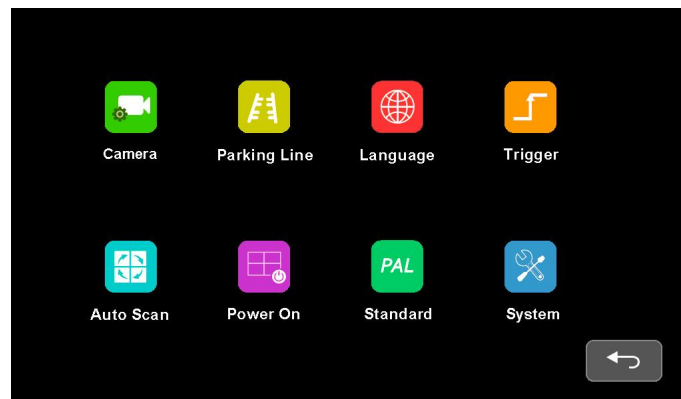 Camera
Parking Line
Language
Trigger
PAL
Auto Scan
Power On
Standard
System